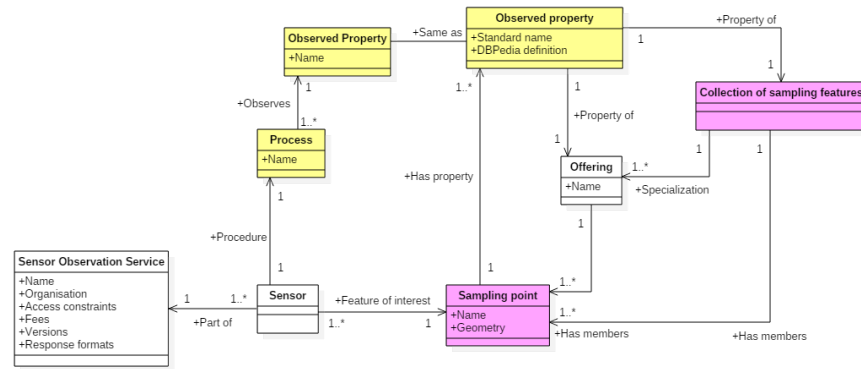 Observed property
+Standard name
+DBPedia definition
+Property of
1
1
Observed Property
+Name
+Same as
1
+Observes
1..*
Process
+Name
1
+Procedure
1
1..*
+Has property
1
1
+Property of
1
Collection of sampling features
1
1
Offering
+Name
1..*
+Specialization
1
1..*
Sensor Observation Service
+Name
+Organisation
+Access constraints
+Fees
+Versions
+Response formats
1
1..*
+Part of
Sensor
+Feature of interest
1..*
1
Sampling point
+Name
+Geometry
1..*
+Has members
+Has members